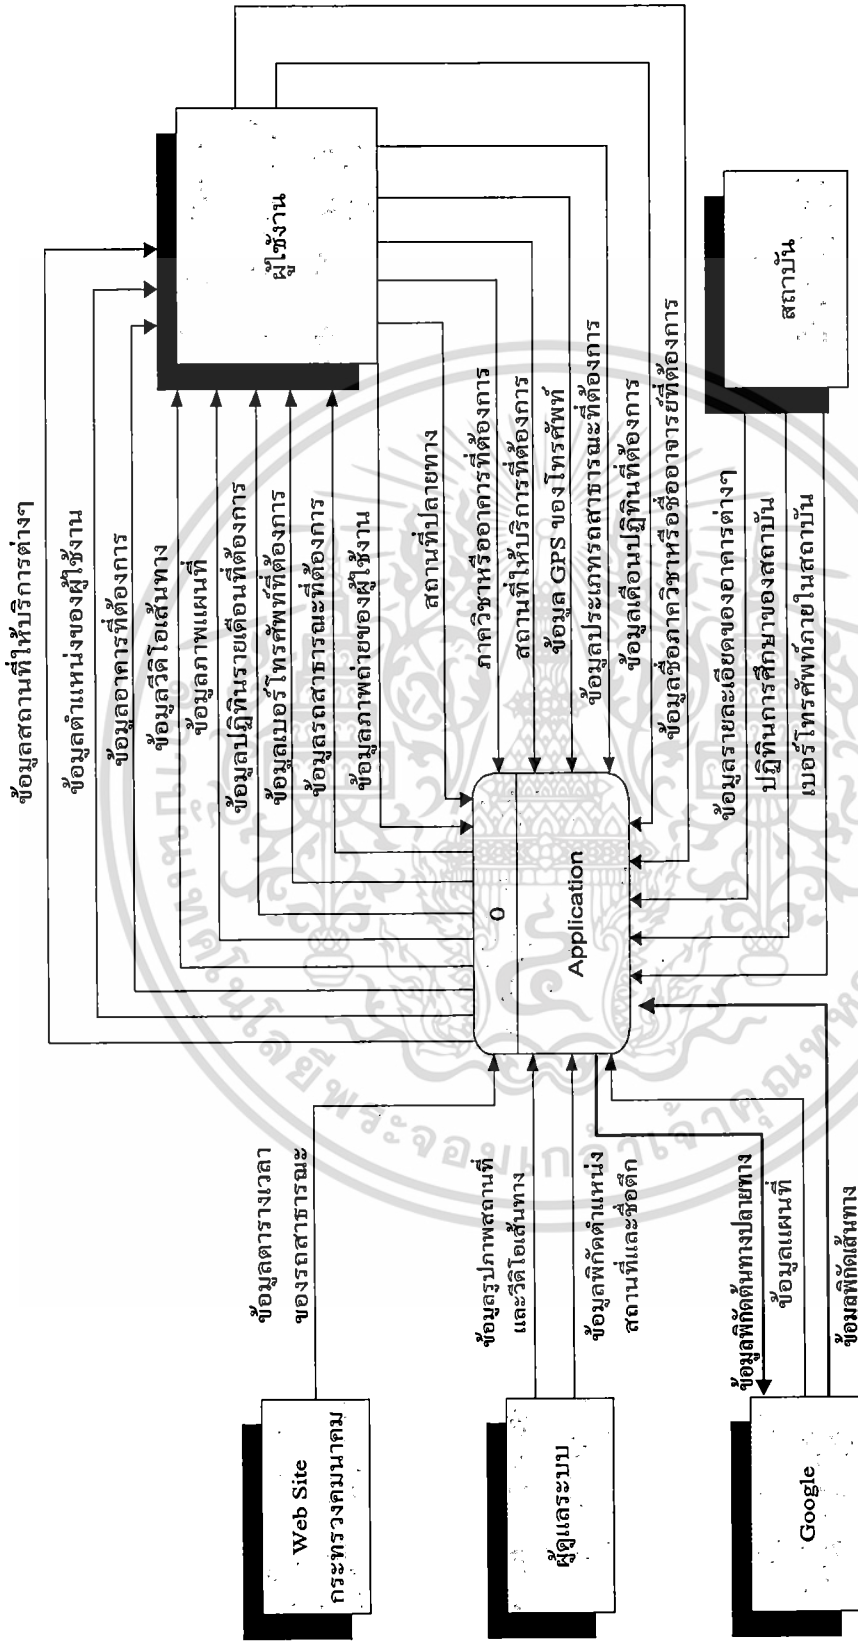 ข้อมูลสถานที่ให้บริการต่างๆ
ข้อมูลตำแหน่งของผู้ใช้งาน
ข้อมูลอาคารที่ต้องการ
ข้อมูลวีดิโอเส้นทาง
ข้อมูลภาพแผนที่
ข้อมูลปฏิทินรายเดือนที่ต้องการ
ข้อมูลเบอร์โทรศัพท์ที่ต้องการ
ข้อมูลรถสาธารณะที่ต้องการ
ข้อมูลภาพถ่ายของผู้ใช้งาน
สถานที่ปลายทาง
ภาควิชาหรืออาคารที่ต้องการ
สถานที่ให้บริการที่ต้องการ
ข้อมูล GPS ของโทรศัพท์
ข้อมูลประเภทรถสาธารณะที่ต้องการ
ข้อมูลเดือนปฏิทินที่ต้องการ
ข้อมูลชื่อภาควิชาหรือชื่ออาจารย์ที่ต้องการ
ผู้ใช้งาน
Web Site
กระทรวงคมนาคม
ข้อมูลตารางเวลา
ของรถสาธารณะ
0
Application
ผู้ดูแลระบบ
ข้อมูลรูปภาพสถานที่
และวีดิโอเส้นทาง
ข้อมูลพิกัดตำแหน่ง
สถานที่และชื่อตึก
Google
ข้อมูลพิกัดต้นทางปลายทาง
ข้อมูลแผนที่
ข้อมูลพิกัดเส้นทาง
ข้อมูลรายละเอียดของอาคารต่างๆ
ปฏิทินการศึกษาของสถาบัน
เบอร์โทรศัพท์ภายในสถาบัน
สถาบัน